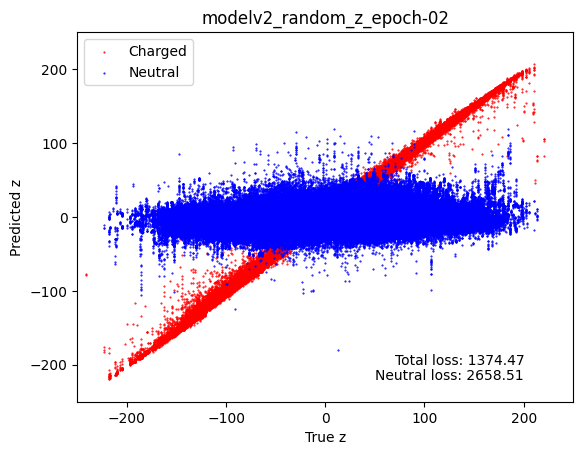 modelv2_random_z_epoch-02
Charged
Neutral
200
100
0
−100
−200
Predicted z
Total loss: 1374.47
Neutral loss: 2658.51
−200 −100 0 100 200
True z